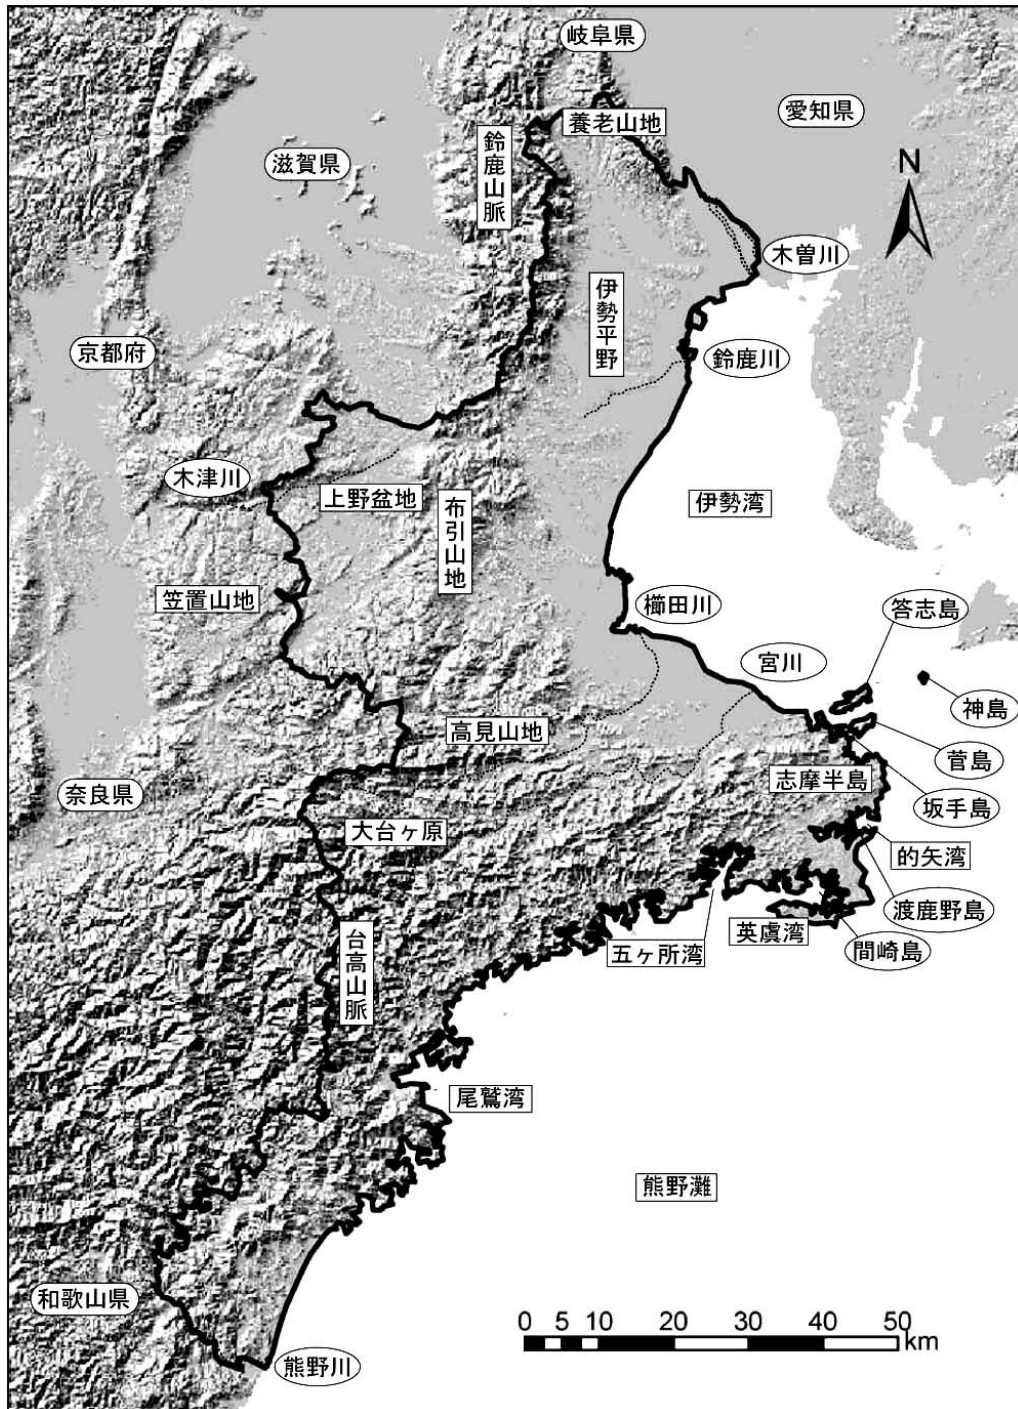 岐阜県
愛知県
養老山地
鈴鹿山脈
滋賀県
N
木曽川
伊勢平野
京都府
鈴鹿川
木津川
上野盆地
布引山地
伊勢湾
笠置山地
櫛田川
答志島
宮川
神島
高見山地
菅島
志摩半島
奈良県
坂手島
大台ヶ原
的矢湾
渡鹿野島
英虞湾
五ヶ所湾
間崎島
台高山脈
尾鷲湾
熊野灘
和歌山県
0 5 10 20 30 40 50
km
熊野川